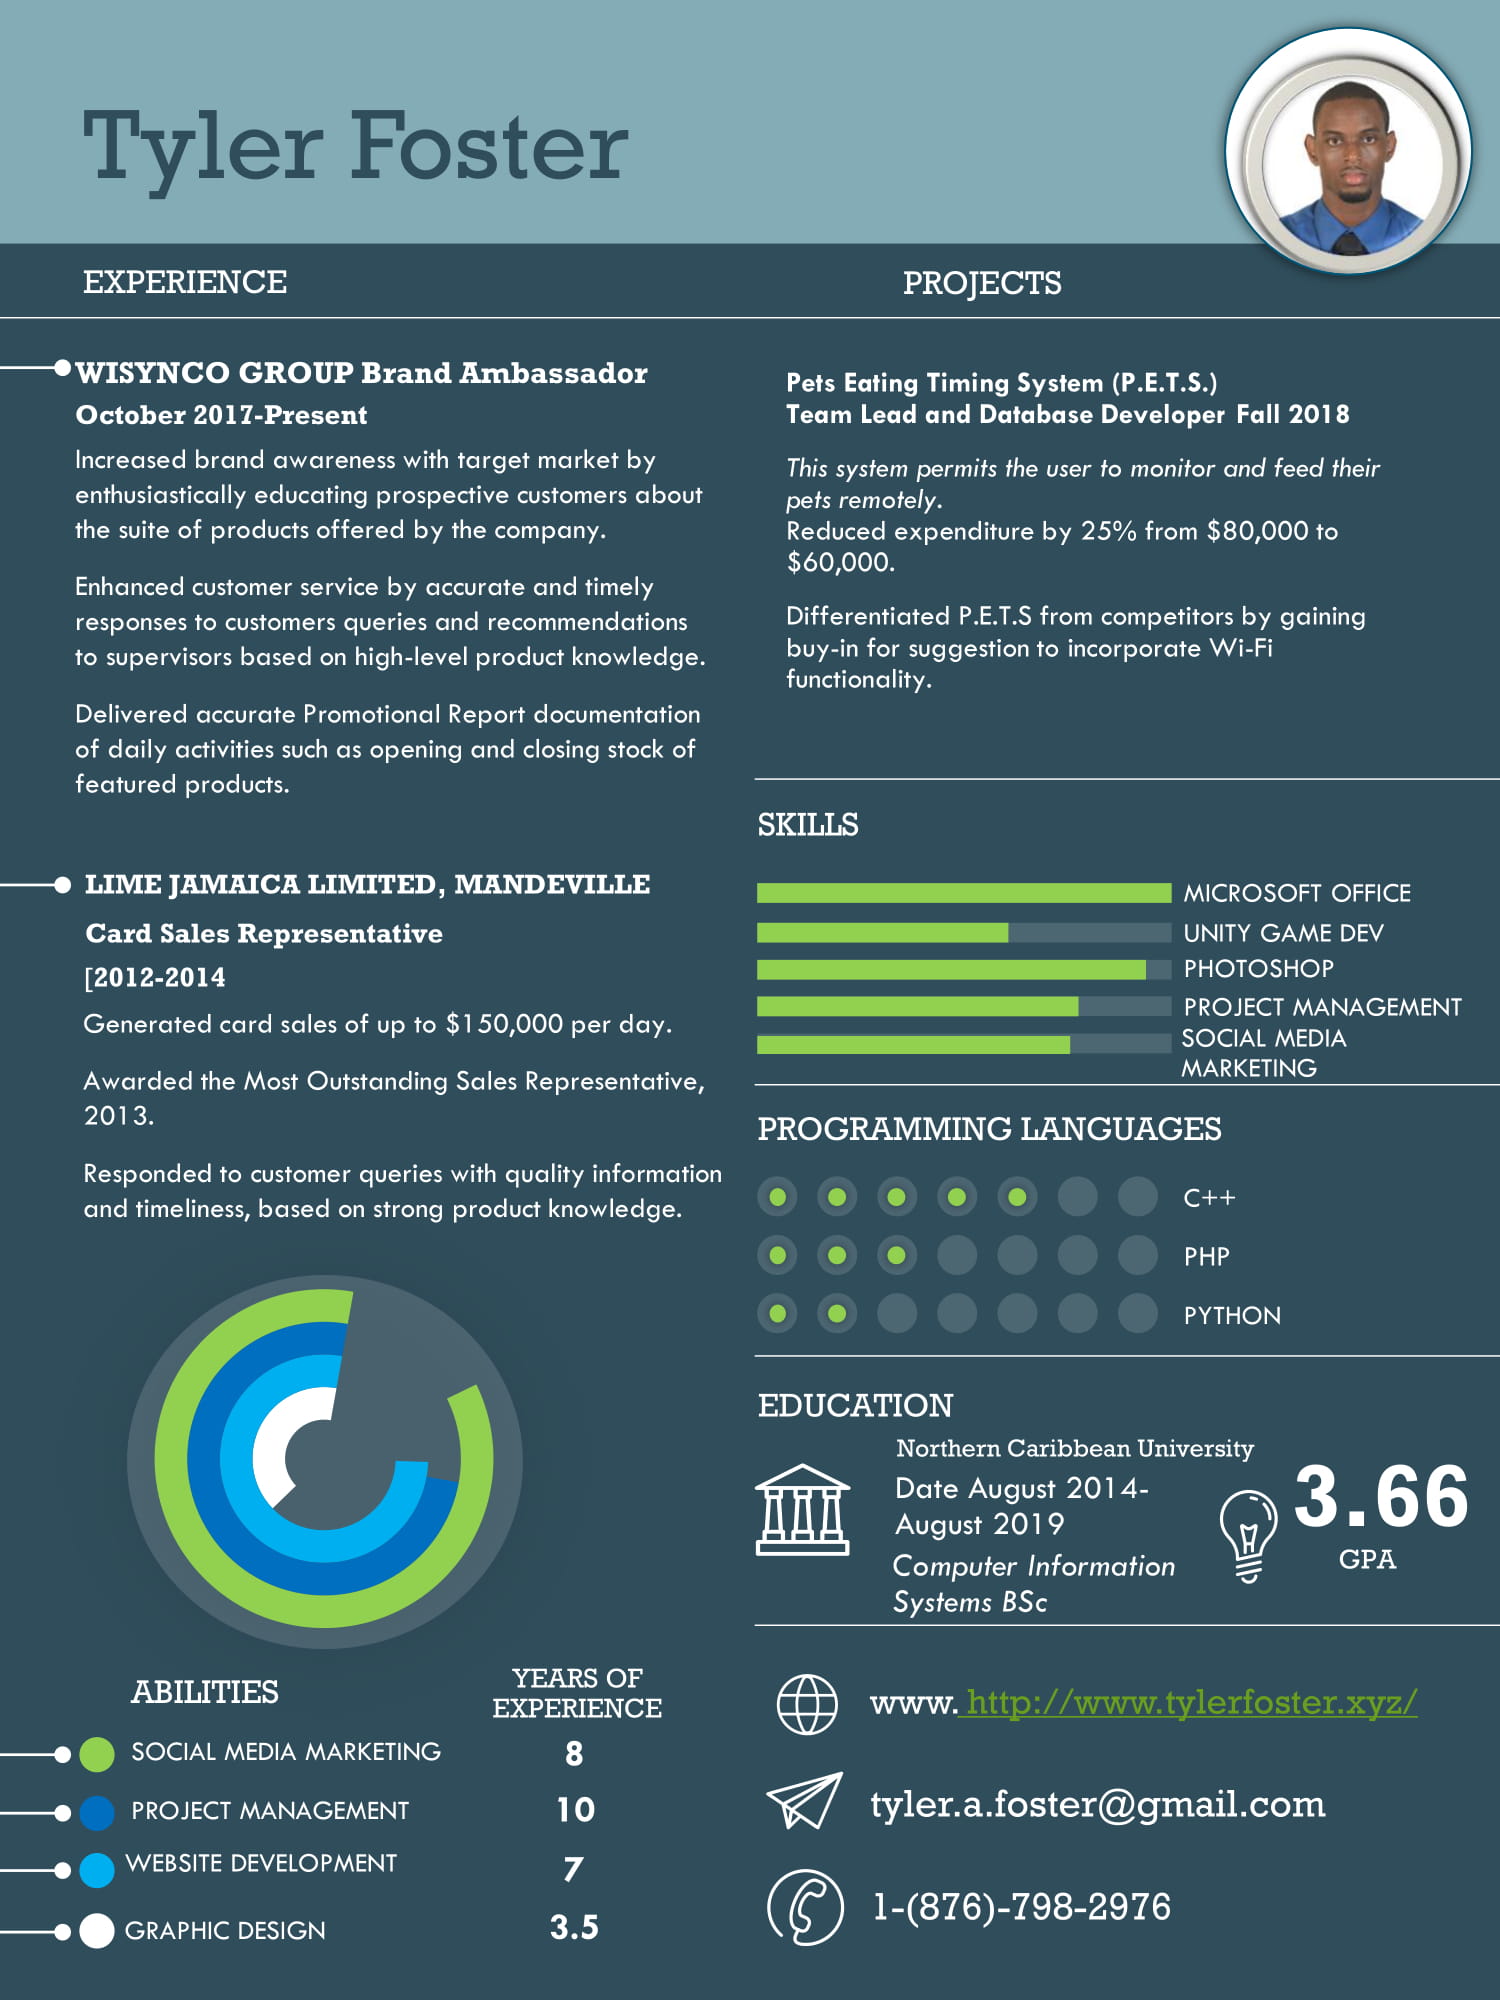 Tyler Foster
EXPERIENCE
WISYNCO GROUP Brand Ambassador
October 2017-Present
Increased brand awareness with target market by
enthusiastically educating prospective customers about
the suite of products offered by the company.
Enhanced customer service by accurate and timely
responses to customers queries and recommendations
to supervisors based on high-level product knowledge.
Delivered accurate Promotional Report documentation
of daily activities such as opening and closing stock of
featured products.
LIME JAMAICA LIMITED, MANDEVILLE
Card Sales Representative
[2012-2014
Generated card sales of up to $150,000 per day.
Awarded the Most Outstanding Sales Representative,
2013.
Responded to customer queries with quality information
and timeliness, based on strong product knowledge.
ABILITIES
YEARS OF
EXPERIENCE
SOCIAL MEDIA MARKETING 8
PROJECT MANAGEMENT 10
WEBSITE DEVELOPMENT 7
GRAPHIC DESIGN 3.5
PROJECTS
Pets Eating Timing System (P.E.T.S.)
Team Lead and Database Developer Fall 2018
This system permits the user to monitor and feed their
pets remotely.
Reduced expenditure by 25% from $80,000 to
$60,000.
Differentiated P.E.T.S from competitors by gaining
buy-in for suggestion to incorporate Wi-Fi
functionality.
SKILLS
MICROSOFT OFFICE
UNITY GAME DEV
PHOTOSHOP
PROJECT MANAGEMENT
SOCIAL MEDIA
MARKETING
PROGRAMMING LANGUAGES
C++
PHP
PYTHON
EDUCATION
Northern Caribbean University
Date August 2014-
August 2019
Computer Information
Systems BSc
3.66
GPA
www. http://www.tylerfoster.xyz/
tyler.a.foster@gmail.com
1-(876)-798-2976